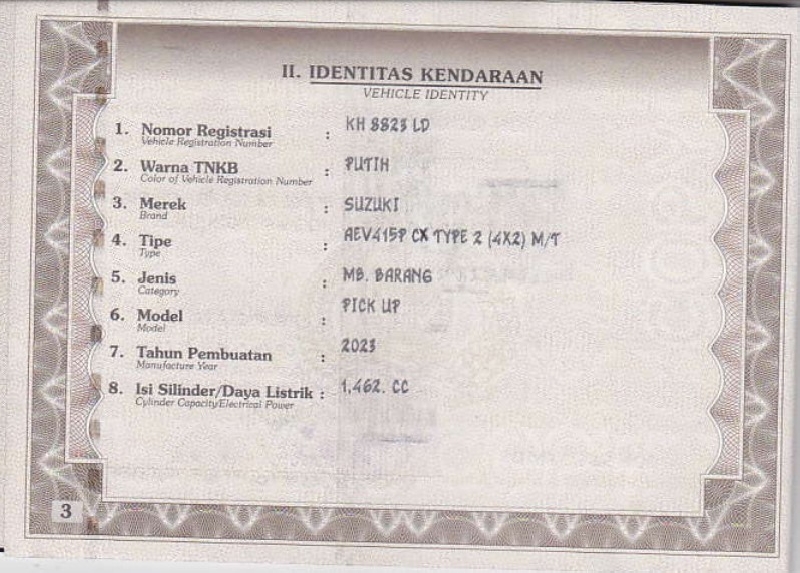 II. IDENTITAS KENDARAAN
VEHICLE IDENTITY
1. Nomor Registrasi : KH 8823 LD
Vehicle Registration Number
2. Warna TNKB : PUTIH
Color of Vehicle Registration Number
3. Merek : SUZUKI
Brand
4. Tipe : AEV415P CX TYPE 2 (4X2) M/T
Type
5. Jenis : MB. BARANG
Category
6. Model : PICK UP
Model
7. Tahun Pembuatan : 2023
Manufacture Year
8. Isi Silinder/Daya Listrik : 1,462. CC
Cylinder Capacity/Electrical Power
3